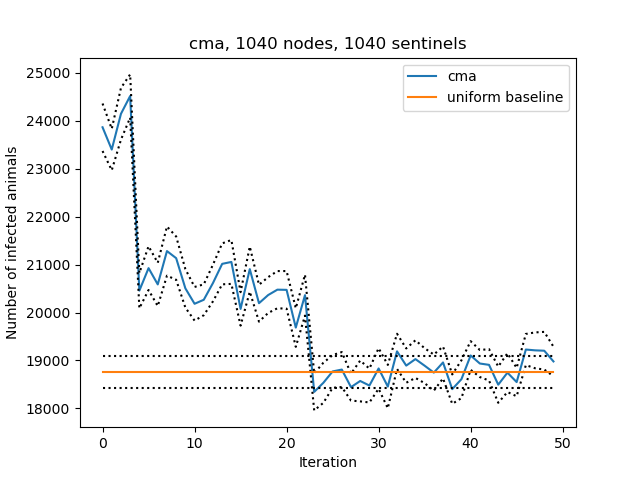 cma, 1040 nodes, 1040 sentinels
cma
uniform baseline
Number of infected animals
25000
24000
23000
22000
21000
20000
19000
18000
0 10 20 30 40 50
Iteration